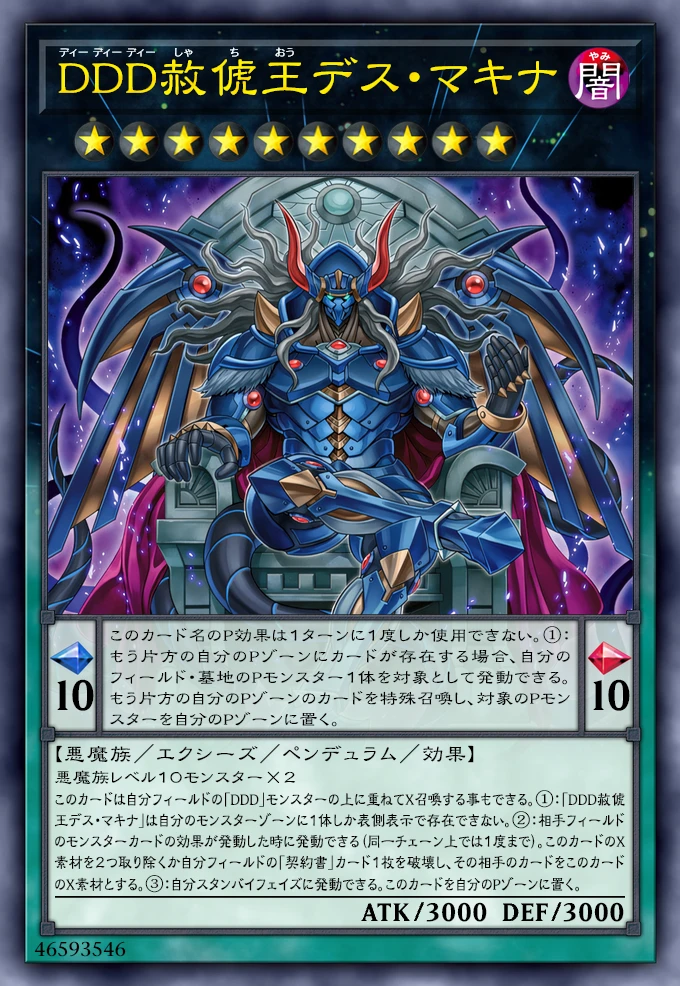 ディー ディー ディー しゃ ち おう
DDD赦俿王デス・マキナ
やみ
闇
このカード名のP効果は1ターンに1度しか使用できない。①:
もう片方の自分のPゾーンにカードが存在する場合、自分の
フィールド・墓地のPモンスター1体を対象として発動できる。
もう片方の自分のPゾーンのカードを特殊召喚し、対象のPモン
スターを自分のPゾーンに置く。
10
10
【悪魔族/エクシーズ/ペンデュラム/効果】
悪魔族レベル10モンスター×2
このカードは自分フィールドの「DDD」モンスターの上に重ねてX召喚する事もできる。①:「DDD赦俿
王デス・マキナ」は自分のモンスターゾーンに1体しか表側表示で存在できない。②:相手フィールド
のモンスターカードの効果が発動した時に発動できる(同一チェーン上では1度まで)。このカードのX
素材を2つ取り除くか自分フィールドの「契約書」カード1枚を破壊し、その相手のカードをこのカード
のX素材とする。③:自分スタンバイフェイズに発動できる。このカードを自分のPゾーンに置く。
ATK/3000 DEF/3000
46593546